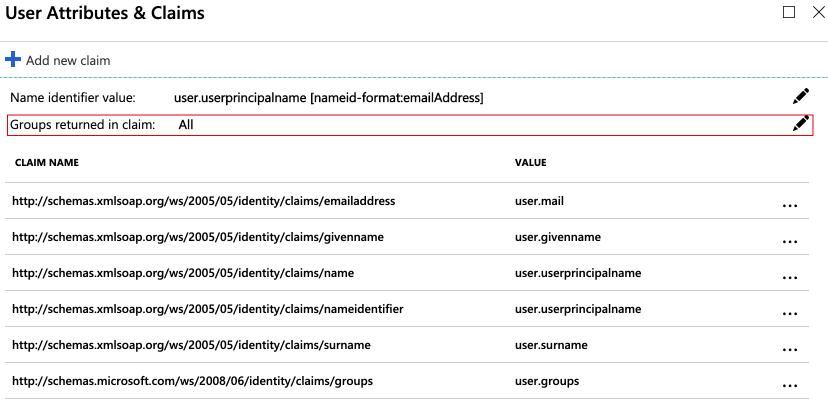 User Attributes & Claims
Add new claim
Name identifier value: user.userprincipalname [nameid-format:emailAddress]
Groups returned in claim: All
CLAIM NAME VALUE
http://schemas.xmlsoap.org/ws/2005/05/identity/claims/emailaddress user.mail
http://schemas.xmlsoap.org/ws/2005/05/identity/claims/givenname user.givenname
http://schemas.xmlsoap.org/ws/2005/05/identity/claims/name user.userprincipalname
http://schemas.xmlsoap.org/ws/2005/05/identity/claims/nameidentifier user.userprincipalname
http://schemas.xmlsoap.org/ws/2005/05/identity/claims/surname user.surname
http://schemas.microsoft.com/ws/2008/06/identity/claims/groups user.groups